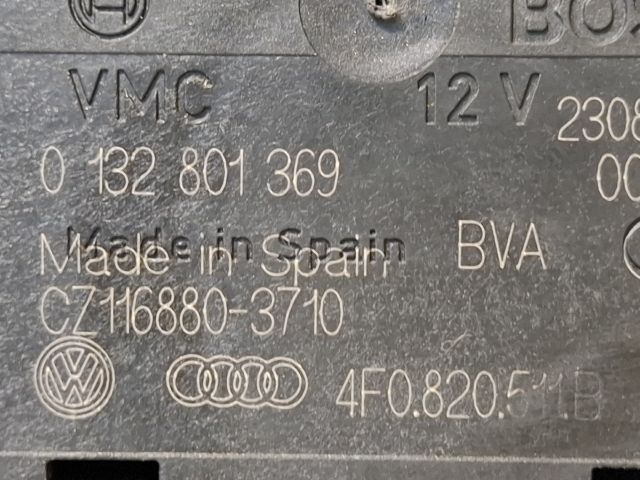 BOS
VMC 12 V 2308
0 132 801 369 00
Made in Spain
Made in Spain BVA
CZ116880-3710
4F0.820.511.B